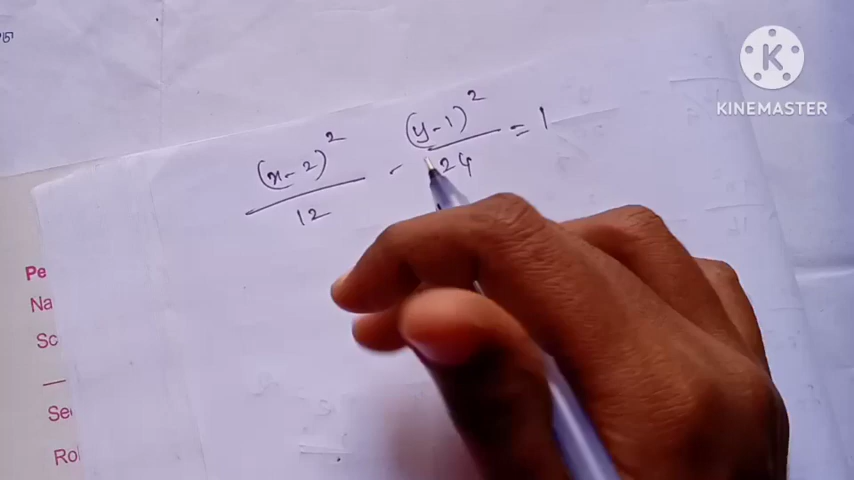 KINEMASTER
(x-2)²/12 - (y-1)²/24 = 1
Pe
Na
Sc
Se
Ro